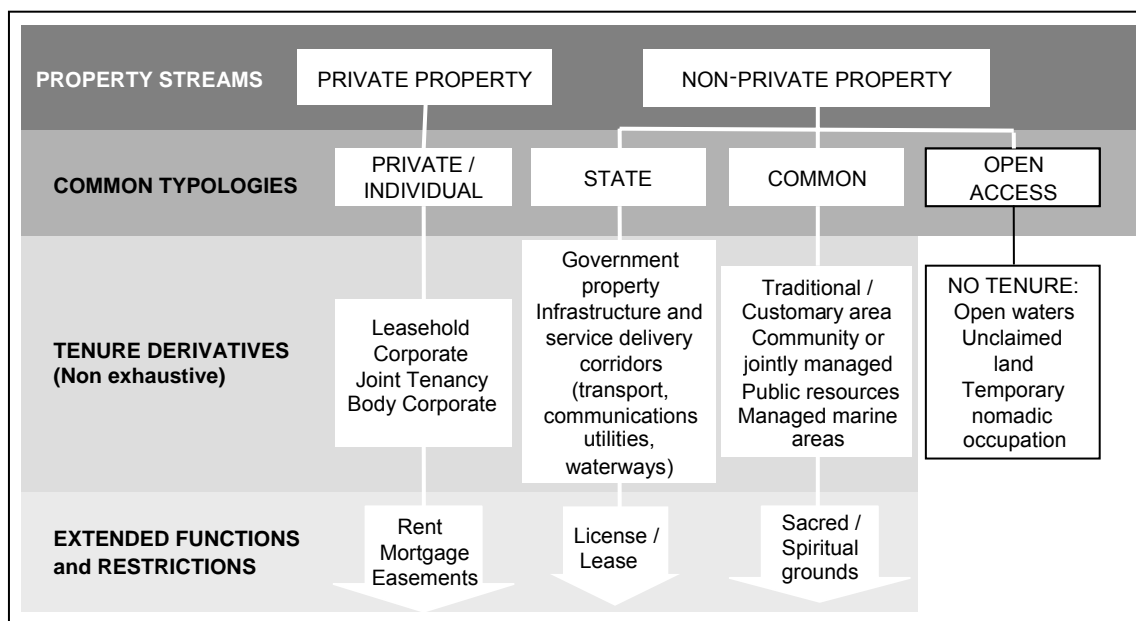 PROPERTY STREAMS
PRIVATE PROPERTY
NON-PRIVATE PROPERTY
COMMON TYPOLOGIES
PRIVATE /
INDIVIDUAL
STATE
COMMON
OPEN
ACCESS
TENURE DERIVATIVES
(Non exhaustive)
Leasehold
Corporate
Joint Tenancy
Body Corporate
Government
property
Infrastructure and
service delivery
corridors
(transport,
communications
utilities,
waterways)
Traditional /
Customary area
Community or
jointly managed
Public resources
Managed marine
areas
NO TENURE:
Open waters
Unclaimed
land
Temporary
nomadic
occupation
EXTENDED FUNCTIONS
and RESTRICTIONS
Rent
Mortgage
Easements
License /
Lease
Sacred /
Spiritual
grounds